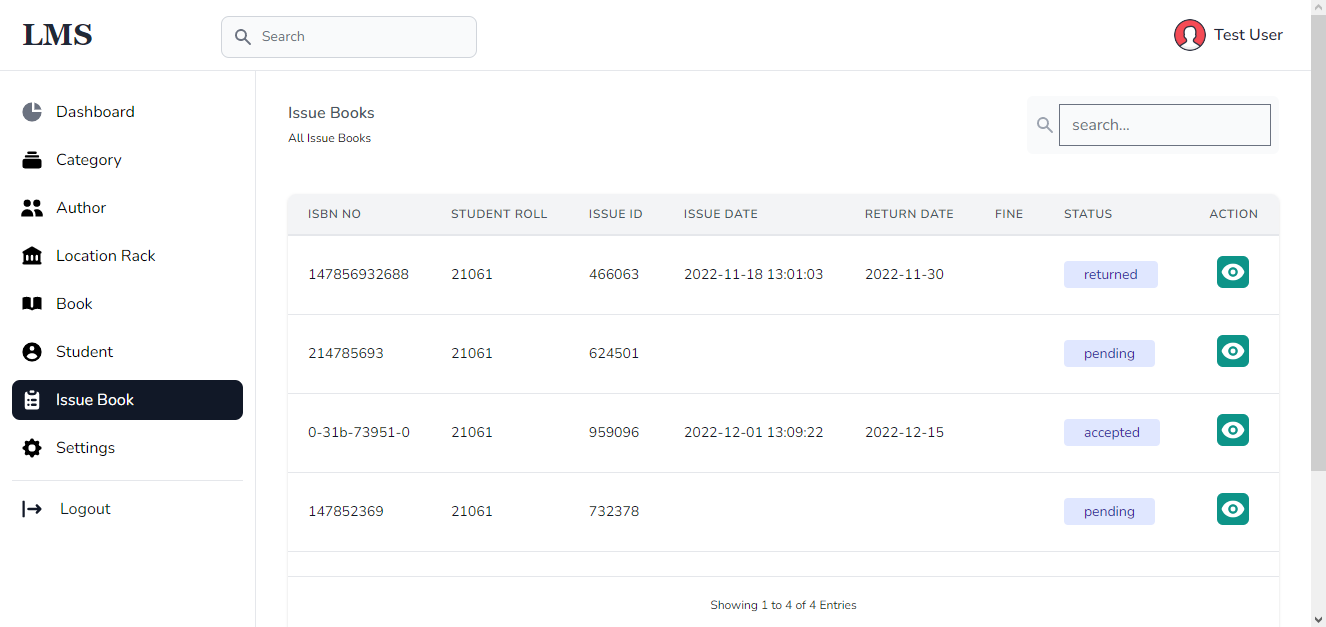 LMS
Search
Test User
Dashboard
Category
Author
Location Rack
Book
Student
Issue Book
Settings
Logout
Issue Books
All Issue Books
search...
ISBN NO STUDENT ROLL ISSUE ID ISSUE DATE RETURN DATE FINE STATUS ACTION
147856932688 21061 466063 2022-11-18 13:01:03 2022-11-30 returned
214785693 21061 624501 pending
0-31b-73951-0 21061 959096 2022-12-01 13:09:22 2022-12-15 accepted
147852369 21061 732378 pending
Showing 1 to 4 of 4 Entries